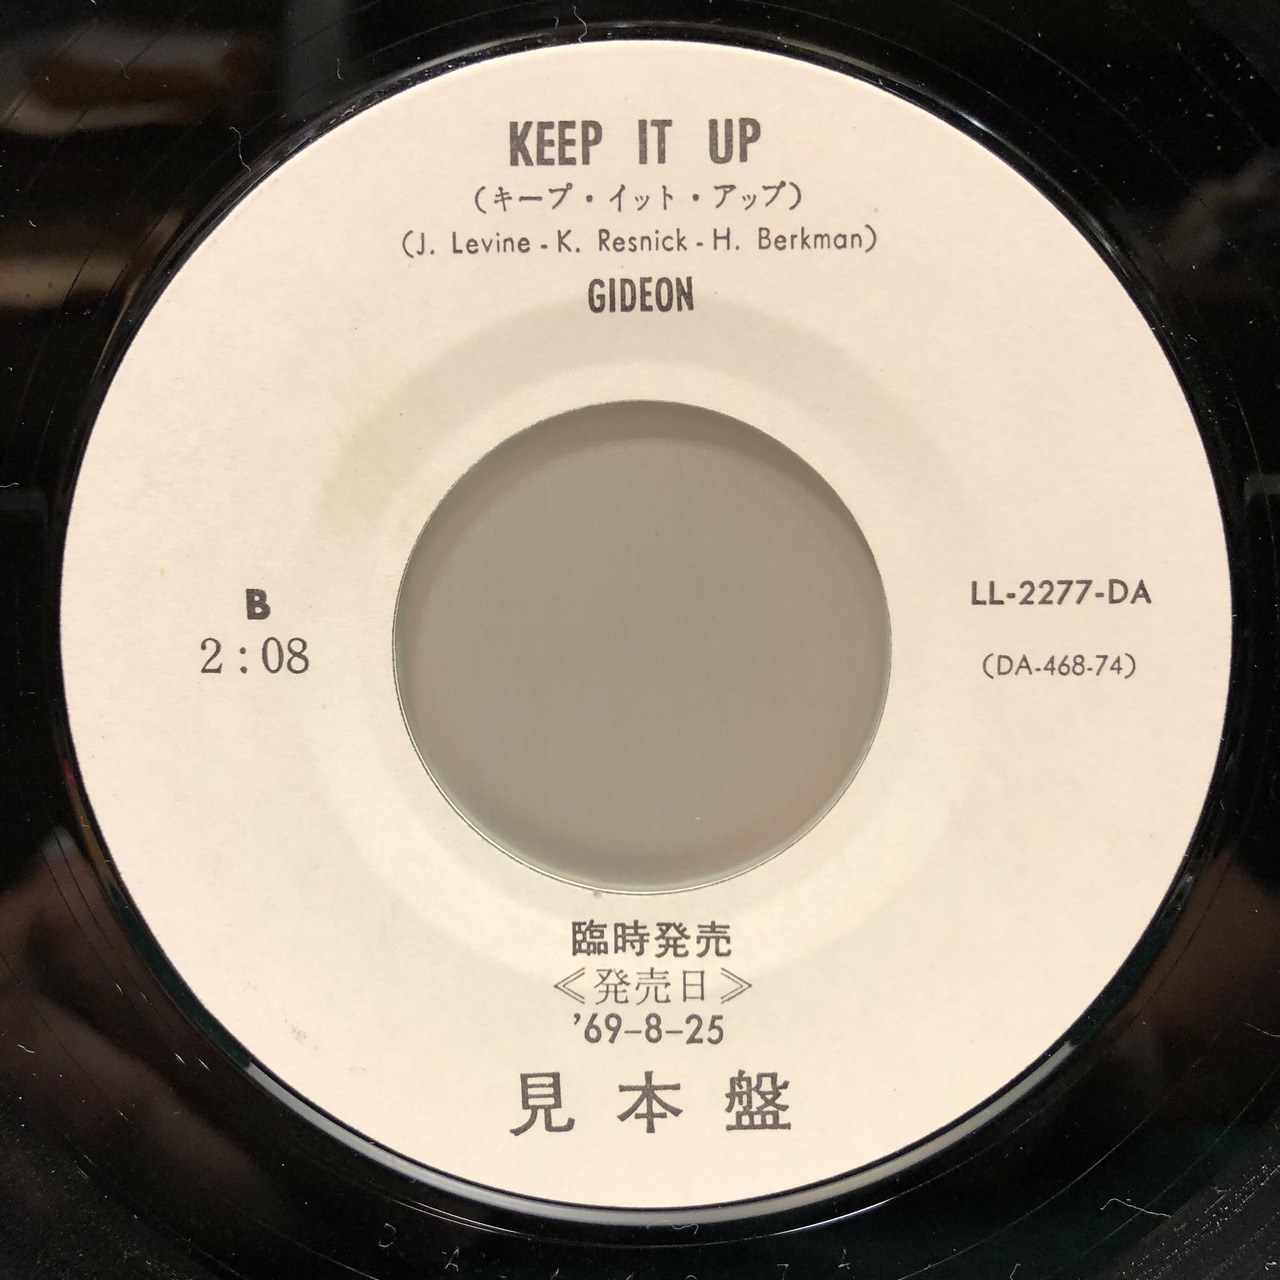 KEEP IT UP
(キープ・イット・アップ)
(J. Levine - K. Resnick - H. Berkman)
GIDEON
B
2:08
LL-2277-DA
(DA-468-74)
臨時発売
≪発売日≫
'69-8-25
見本盤